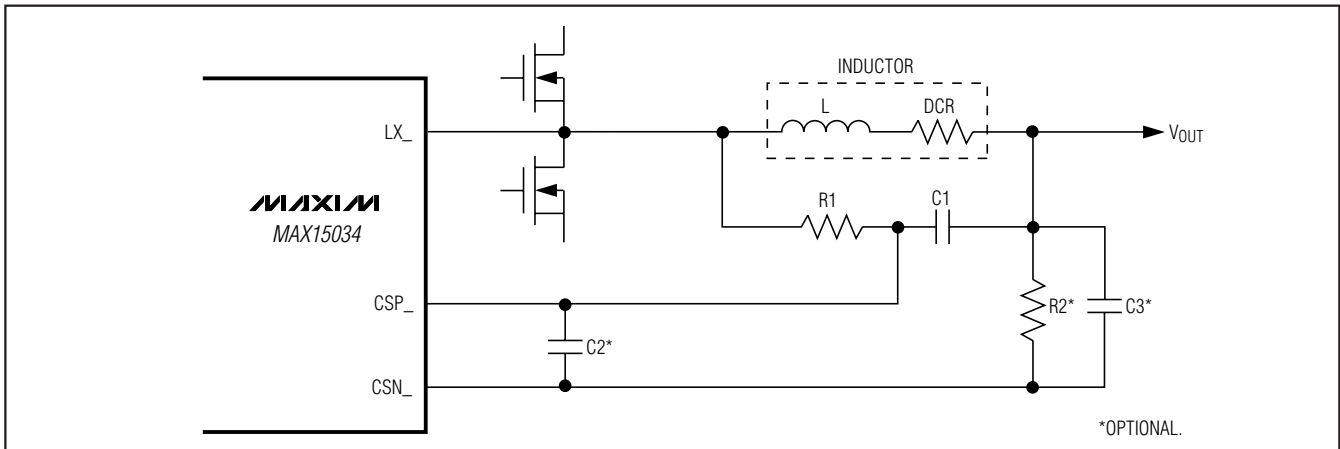 INDUCTOR
L
DCR
LX_
VOUT
MAXIM
MAX15034
R1
C1
CSP_
R2*
C3*
C2*
CSN_
*OPTIONAL.